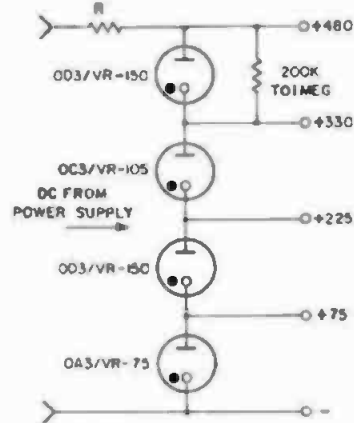 R
+480
OD3/VR-150
200K
TO1MEG
+330
OC3/VR-105
DC FROM
POWER SUPPLY
+225
OD3/VR-150
+75
OA3/VR-75
-